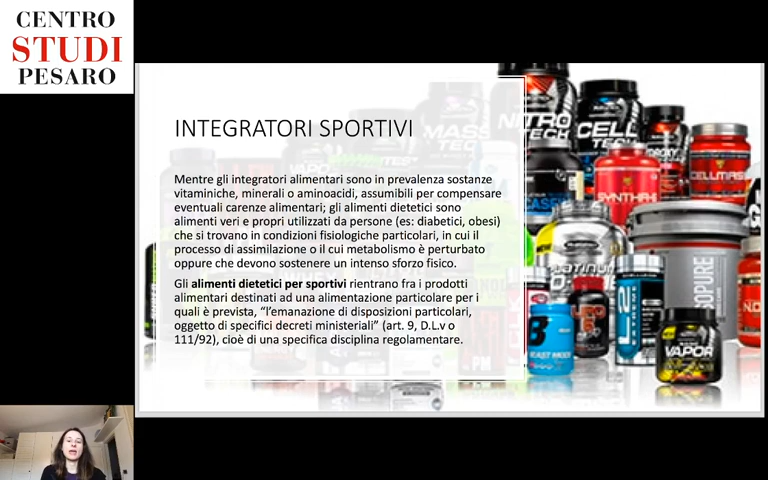 CENTRO
STUDI
PESARO
INTEGRATORI SPORTIVI
Mentre gli integratori alimentari sono in prevalenza sostanze
vitaminiche, minerali o aminoacidi, assumibili per compensare
eventuali carenze alimentari; gli alimenti dietetici sono
alimenti veri e propri utilizzati da persone (es: diabetici, obesi)
che si trovano in condizioni fisiologiche particolari, in cui il
processo di assimilazione o il cui metabolismo è perturbato
oppure che devono sostenere un intenso sforzo fisico.
Gli alimenti dietetici per sportivi rientrano fra i prodotti
alimentari destinati ad una alimentazione particolare per i
quali è prevista, “l’emanazione di disposizioni particolari,
oggetto di specifici decreti ministeriali” (art. 9, D.L.v o
111/92), cioè di una specifica disciplina regolamentare.
NITRO
TECH
CELL
TECH
MASS
CELLMASS
SYNTHA-6
PLATINUM
ISOPURE
VAPOR